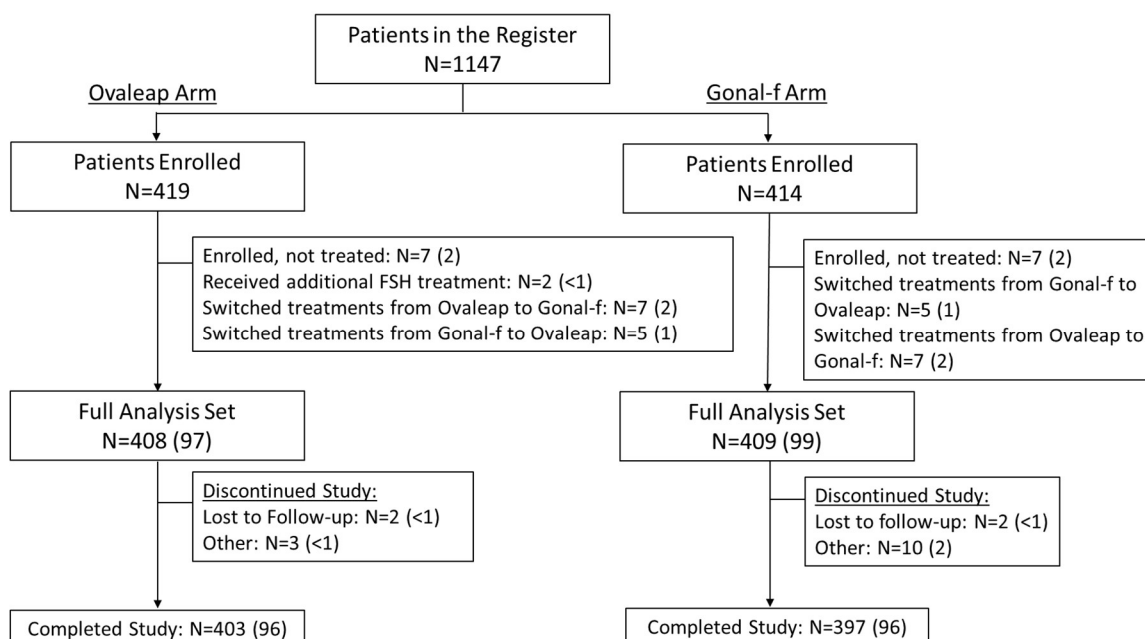 Patients in the Register
N=1147
Ovaleap Arm
Gonal-f Arm
Patients Enrolled
N=419
Patients Enrolled
N=414
Enrolled, not treated: N=7 (2)
Received additional FSH treatment: N=2 (<1)
Switched treatments from Ovaleap to Gonal-f: N=7 (2)
Switched treatments from Gonal-f to Ovaleap: N=5 (1)
Enrolled, not treated: N=7 (2)
Switched treatments from Gonal-f to
Ovaleap: N=5 (1)
Switched treatments from Ovaleap to
Gonal-f: N=7 (2)
Full Analysis Set
N=408 (97)
Full Analysis Set
N=409 (99)
Discontinued Study:
Lost to Follow-up: N=2 (<1)
Other: N=3 (<1)
Discontinued Study:
Lost to follow-up: N=2 (<1)
Other: N=10 (2)
Completed Study: N=403 (96)
Completed Study: N=397 (96)